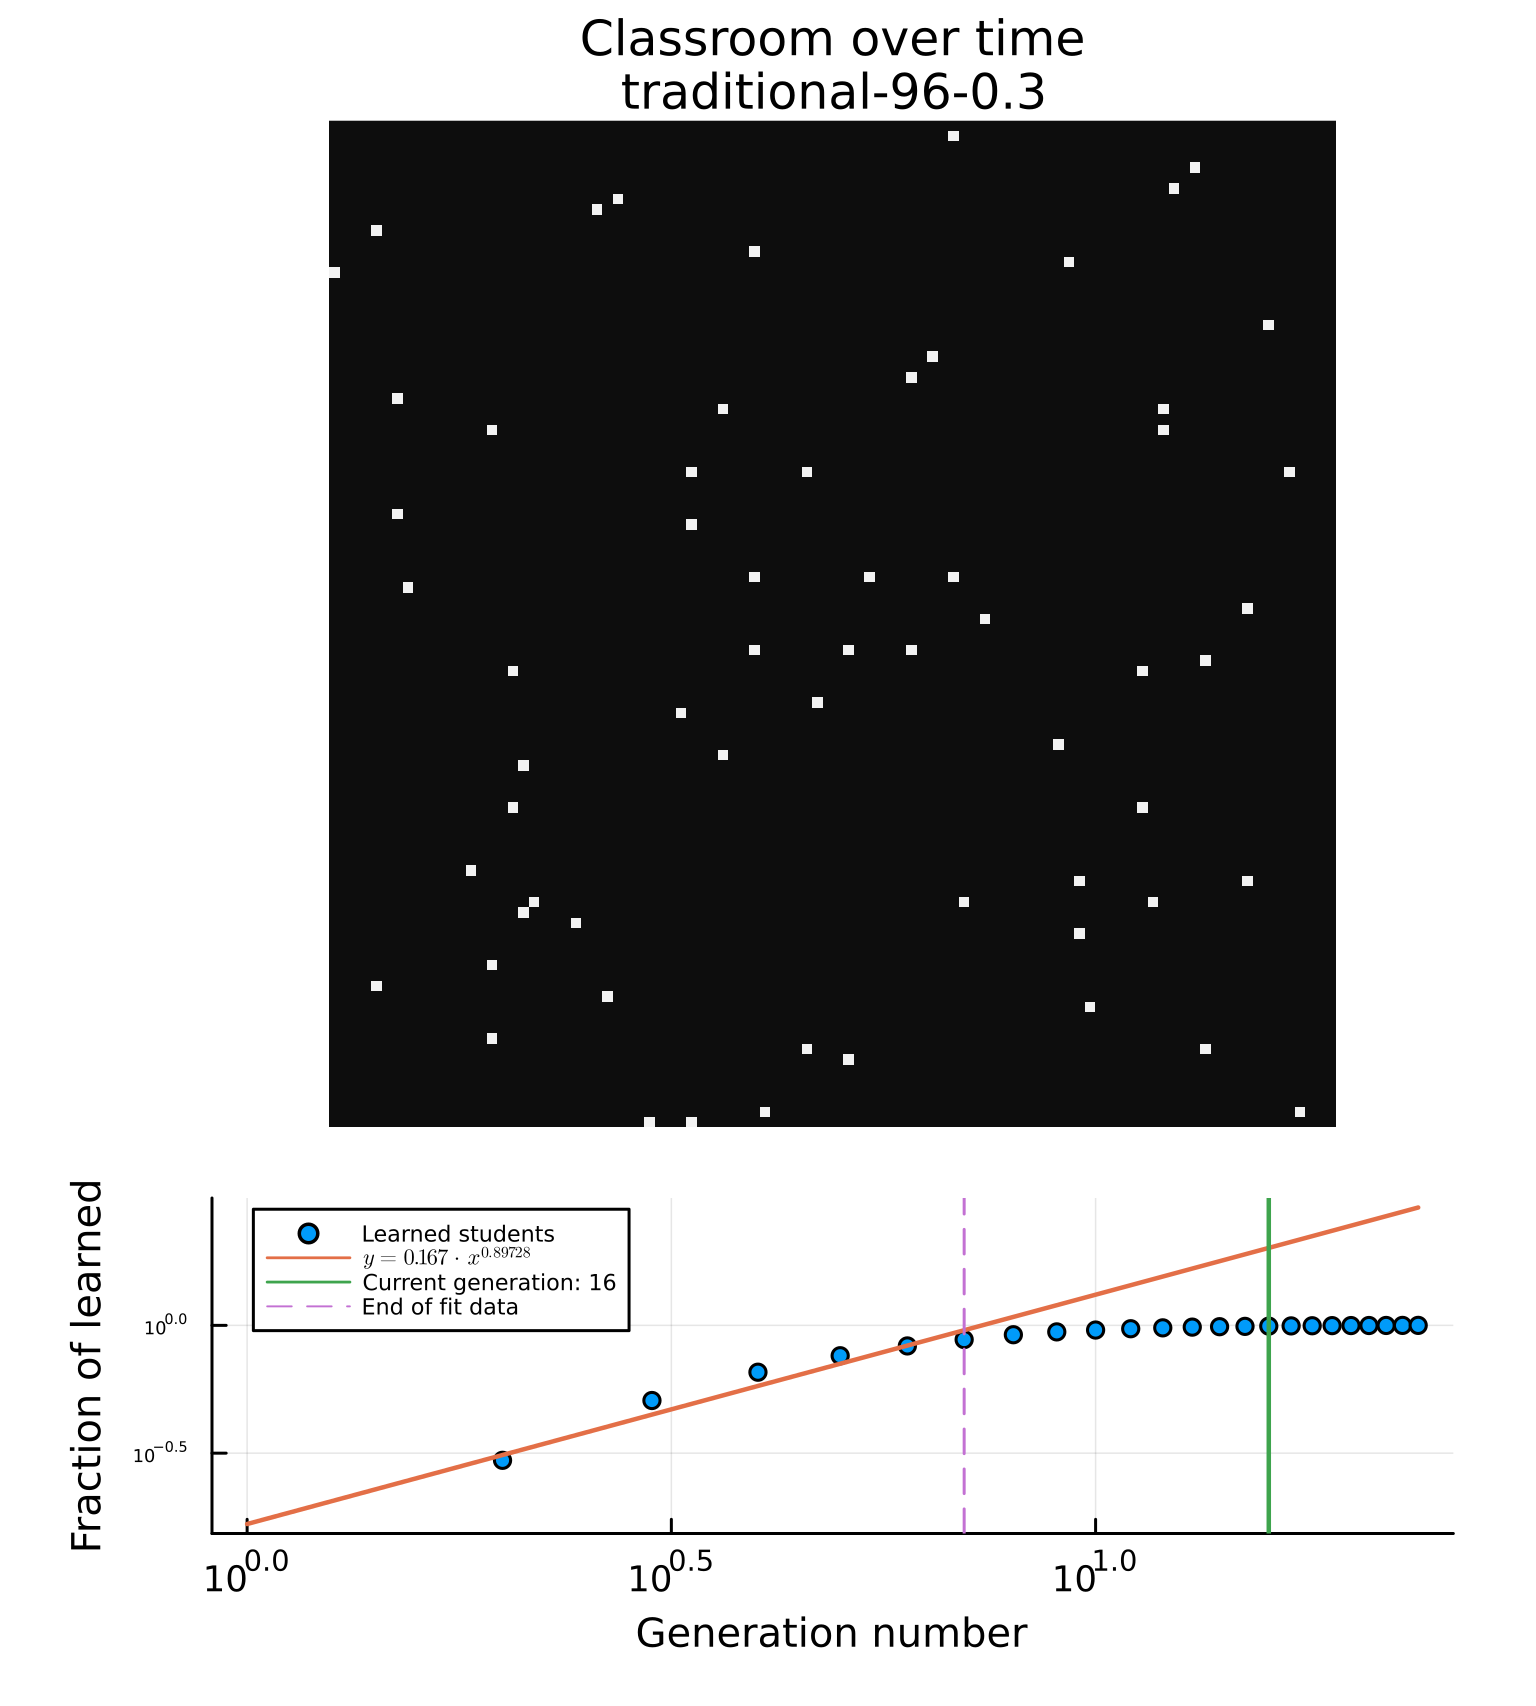 Classroom over time
traditional-96-0.3
Fraction of learned
Learned students
y = 0.167 · x^0.89728
Current generation: 16
End of fit data
10^0.0
10^−0.5
10^0.0
10^0.5
10^1.0
Generation number